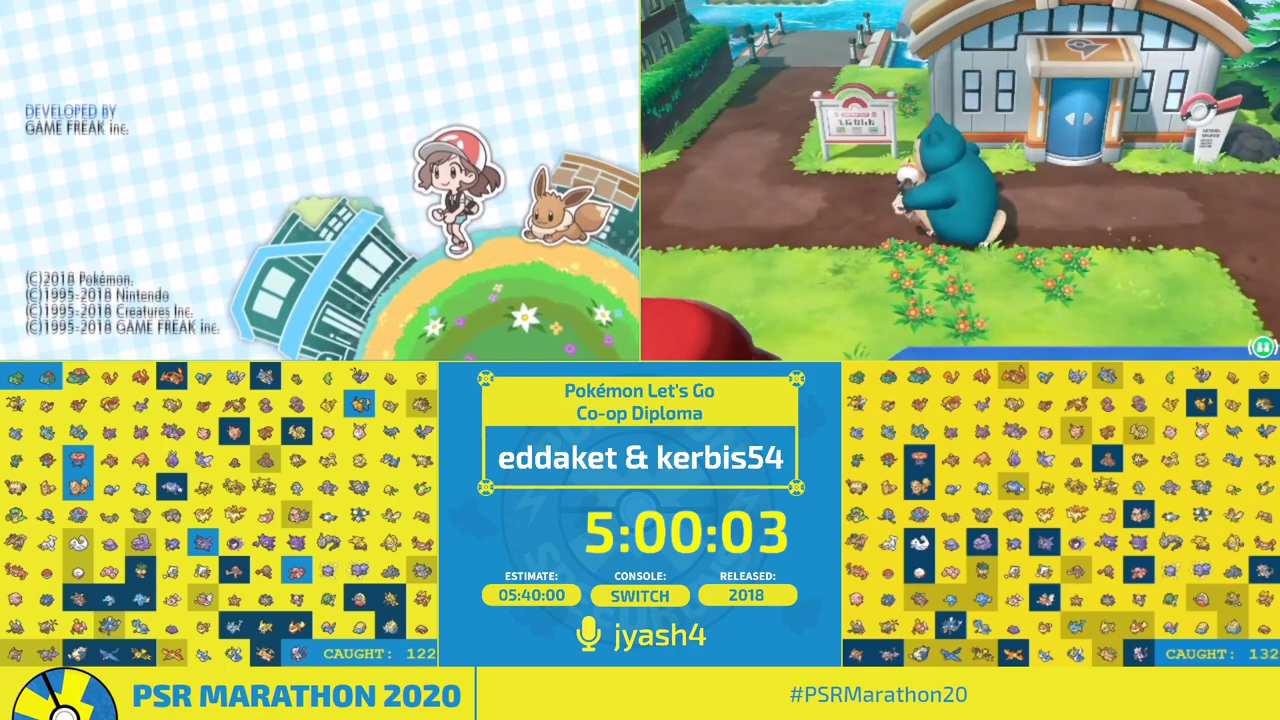 DEVELOPED BY
GAME FREAK inc.
(C)2018 Pokémon.
(C)1995-2018 Nintendo
(C)1995-2018 Creatures Inc.
(C)1995-2018 GAME FREAK inc.
Pokémon Let's Go
Co-op Diploma
eddaket & kerbis54
5:00:03
ESTIMATE:
05:40:00
CONSOLE:
SWITCH
RELEASED:
2018
jyash4
CAUGHT: 122
CAUGHT: 132
PSR MARATHON 2020
#PSRMarathon20